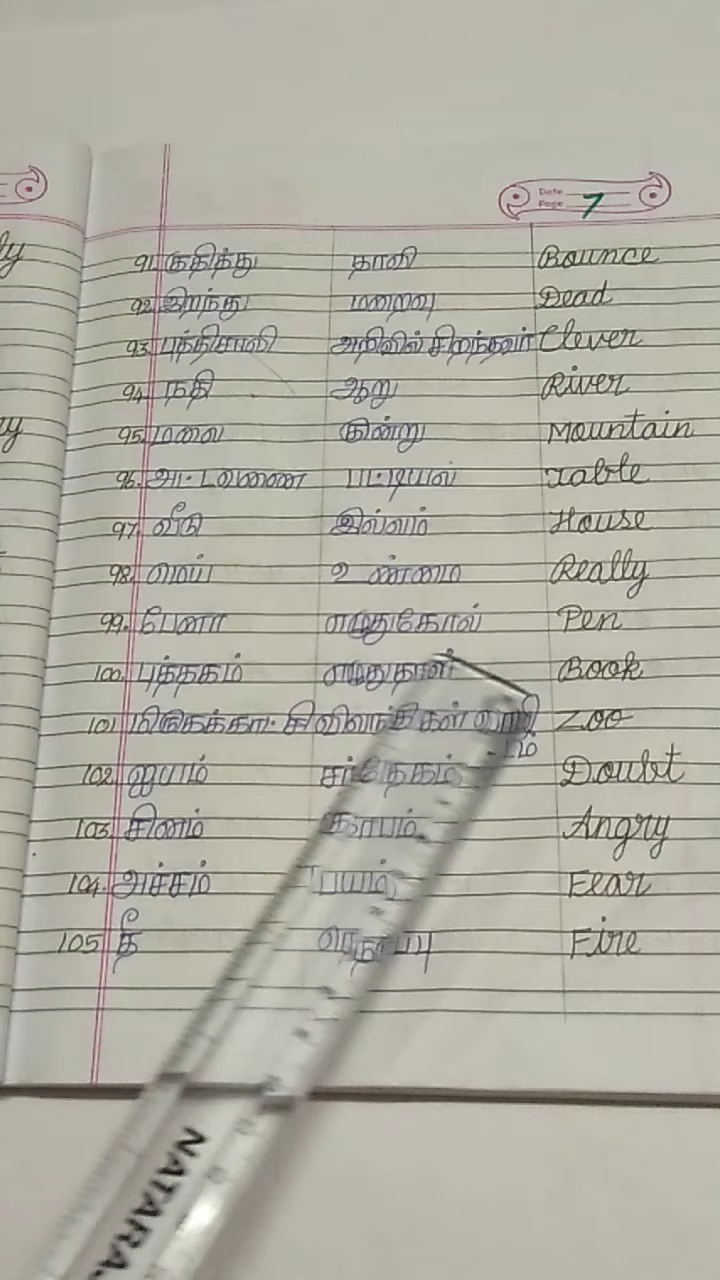 Date
Page 7
91. குதித்து தாவி Bounce
92. இறந்து மறைவு Dead
93. புத்திசாலி அறிவில் சிறந்தவர் Clever
94. நதி ஆறு River
95. மலை குன்று Mountain
96. அட்டவணை பட்டியல் Table
97. வீடு இல்லம் House
98. மெய் உண்மை Really
99. பேனா எழுதுகோல் Pen
100. புத்தகம் எழுதுதாள் Book
101. மிருகக்காட்சி விலங்கிகள் Zoo
102. ஐயம் சந்தேகம் Doubt
103. சினம் கோபம் Angry
104. அச்சம் பயம் Fear
105 தீ நெருப்பு Fire
NATARA